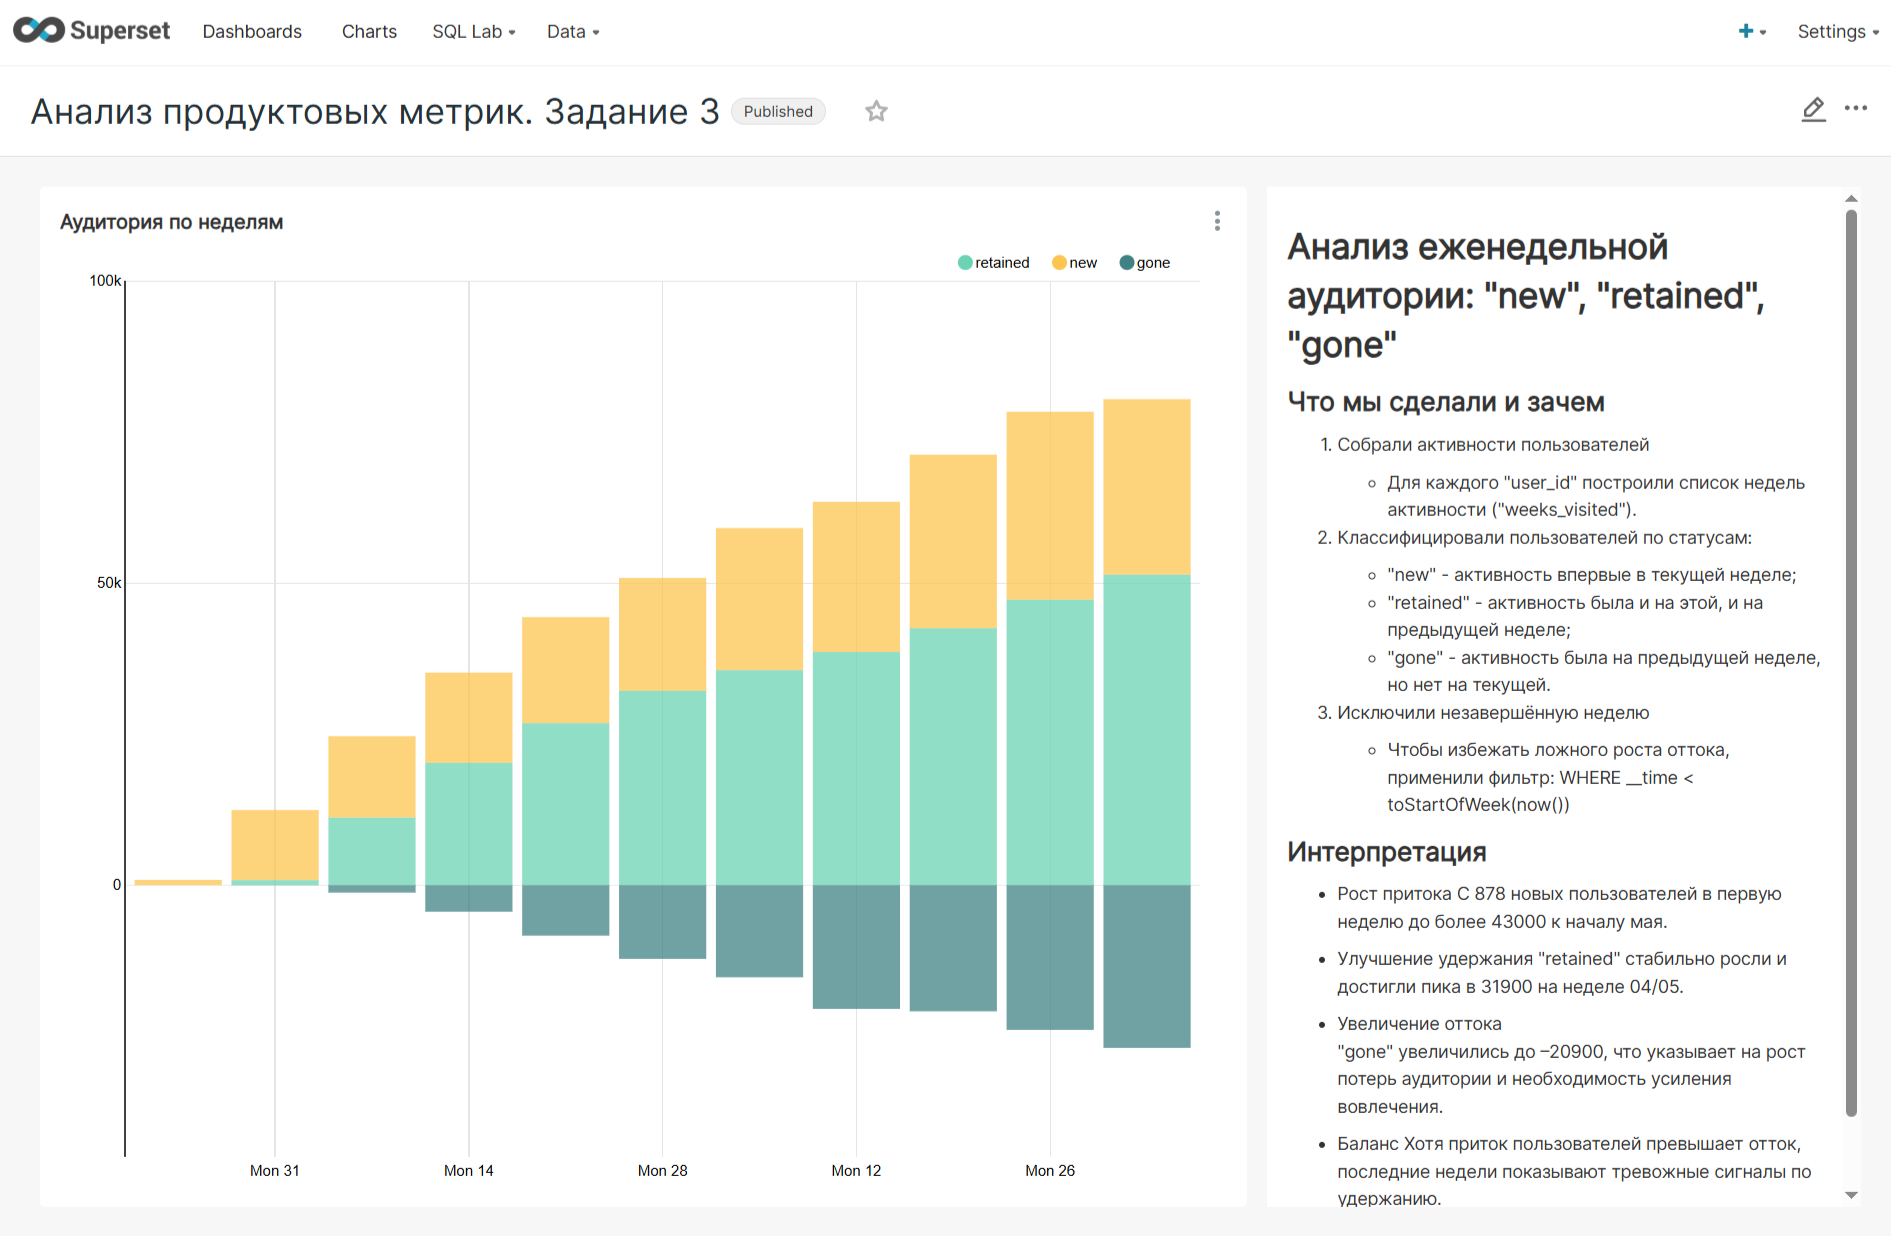 Superset Dashboards Charts SQL Lab Data Settings
Анализ продуктовых метрик. Задание 3 Published
Аудитория по неделям
retained new gone
100k
50k
0
Mon 31 Mon 14 Mon 28 Mon 12 Mon 26
Анализ еженедельной
аудитории: "new", "retained",
"gone"
Что мы сделали и зачем
1. Собрали активности пользователей
Для каждого "user_id" построили список недель
активности ("weeks_visited").
2. Классифицировали пользователей по статусам:
"new" - активность впервые в текущей неделе;
"retained" - активность была и на этой, и на
предыдущей неделе;
"gone" - активность была на предыдущей неделе,
но нет на текущей.
3. Исключили незавершённую неделю
Чтобы избежать ложного роста оттока,
применили фильтр: WHERE __time <
toStartOfWeek(now())
Интерпретация
Рост притока С 878 новых пользователей в первую
неделю до более 43000 к началу мая.
Улучшение удержания "retained" стабильно росли и
достигли пика в 31900 на неделе 04/05.
Увеличение оттока
"gone" увеличились до –20900, что указывает на рост
потерь аудитории и необходимость усиления
вовлечения.
Баланс Хотя приток пользователей превышает отток,
последние недели показывают тревожные сигналы по
удержанию.